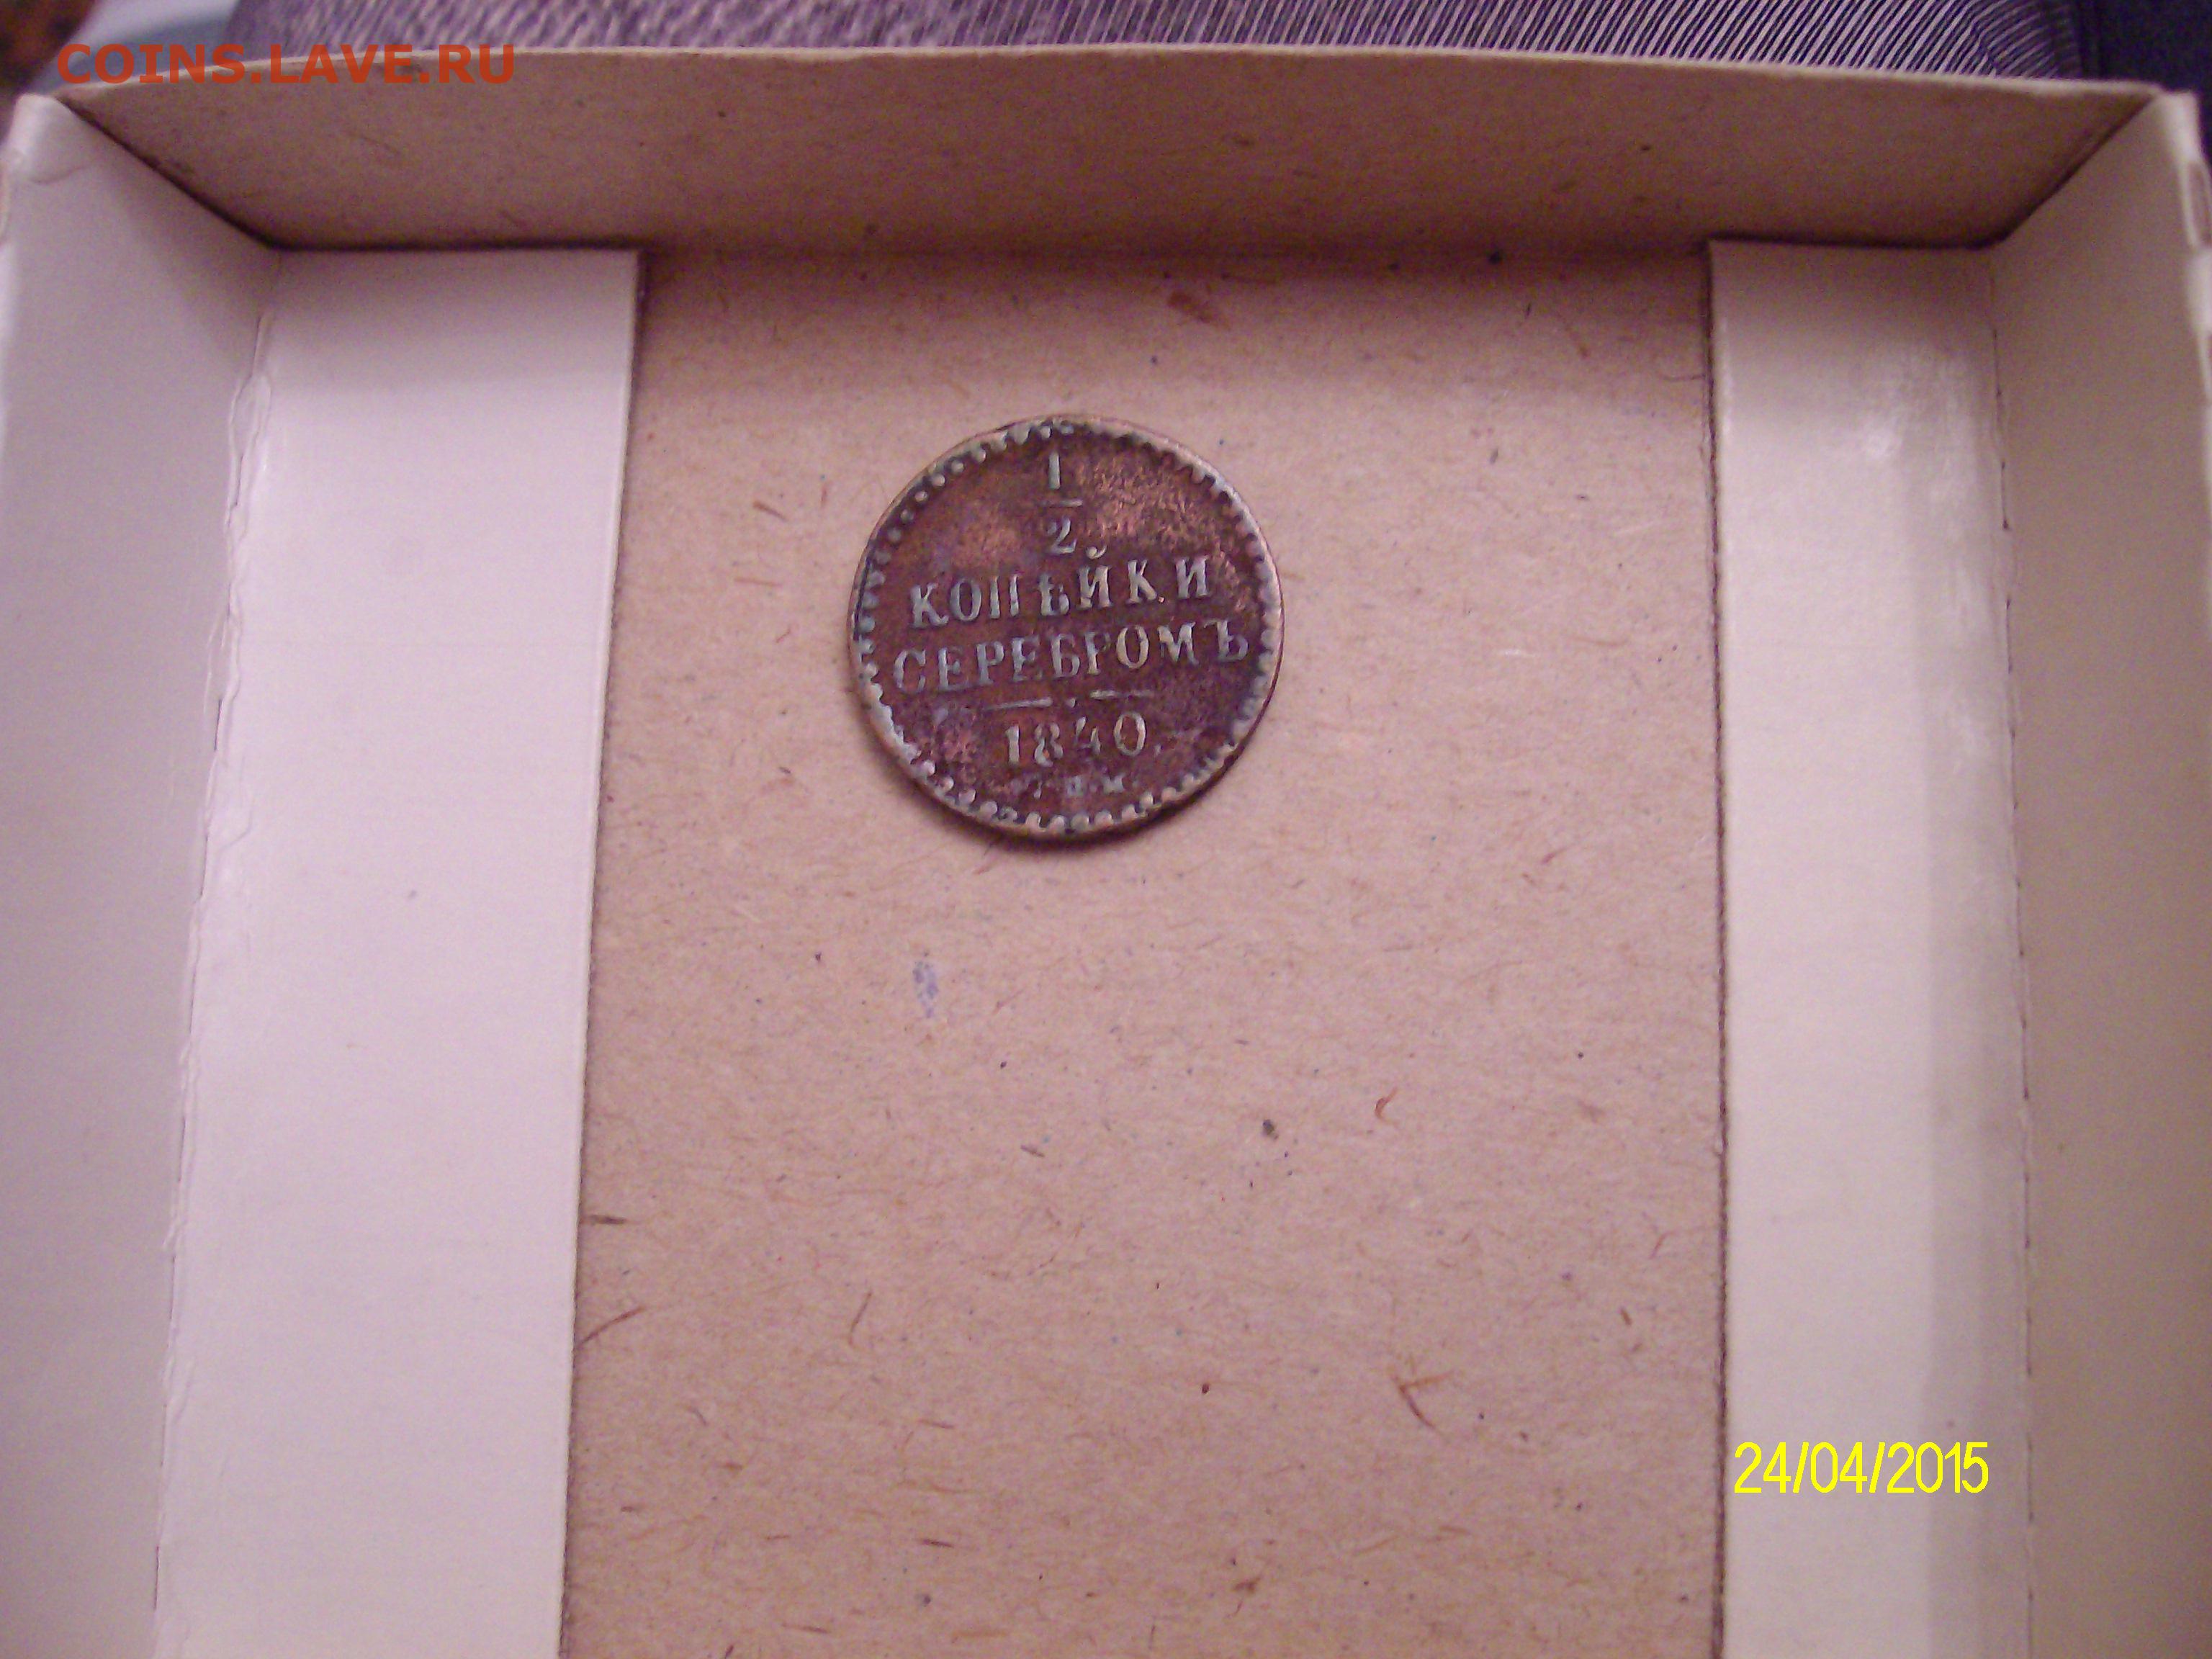 COINS.LAVE.RU
1
2
КОПѢЙКИ
СЕРЕБРОМЪ
1840.
24/04/2015